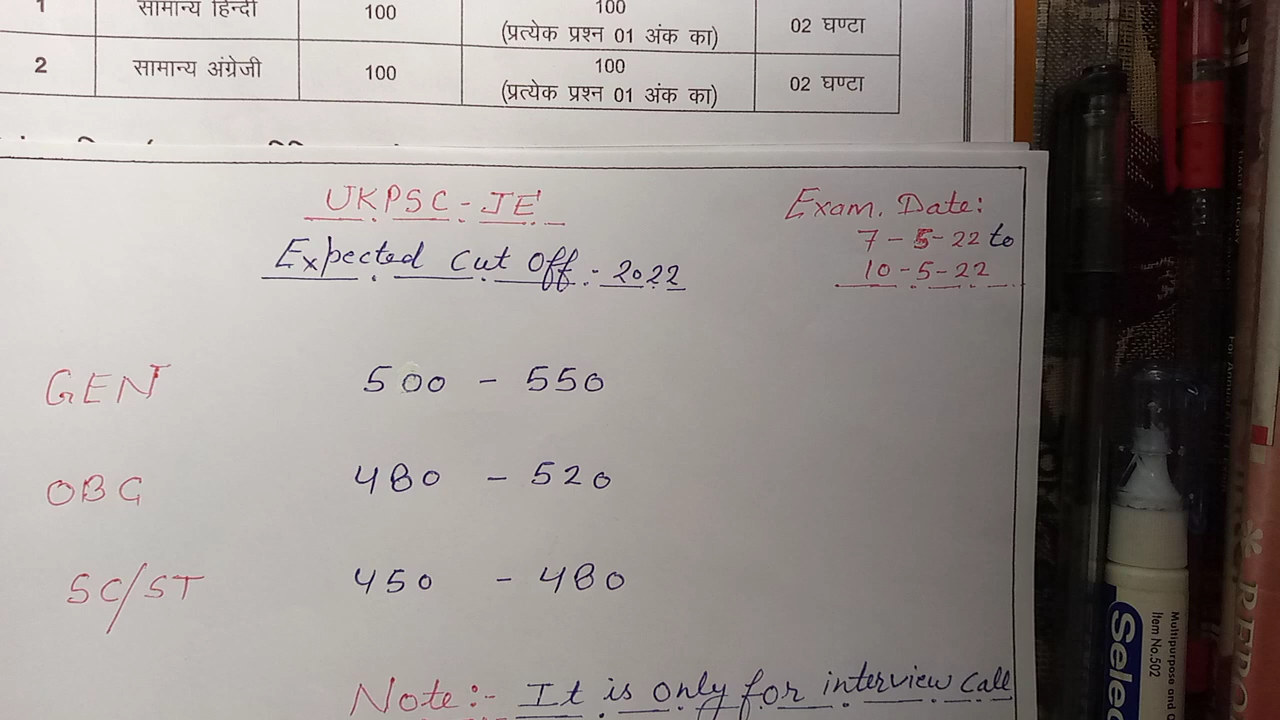 1 सामान्य हिन्दी 100 100 02 घण्टा
(प्रत्येक प्रश्न 01 अंक का)
2 सामान्य अंग्रेजी 100 100 02 घण्टा
(प्रत्येक प्रश्न 01 अंक का)
UKPSC-JE
Exam. Date:
7-5-22 to
10-5-22
Expected Cut Off - 2022
GEN 500 - 550
OBC 480 - 520
SC/ST 450 - 480
Note:- It is only for interview call
Selec
Multipurpose and
Item No.502